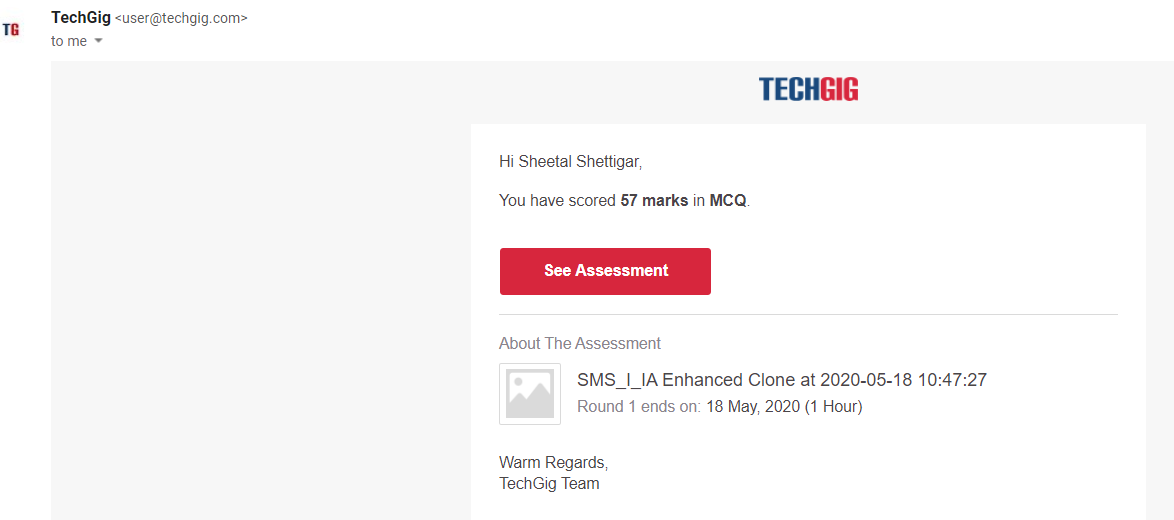 TG
TechGig <user@techgig.com>
to me
TECHGIG
Hi Sheetal Shettigar,
You have scored 57 marks in MCQ.
See Assessment
About The Assessment
SMS_I_IA Enhanced Clone at 2020-05-18 10:47:27
Round 1 ends on: 18 May, 2020 (1 Hour)
Warm Regards,
TechGig Team